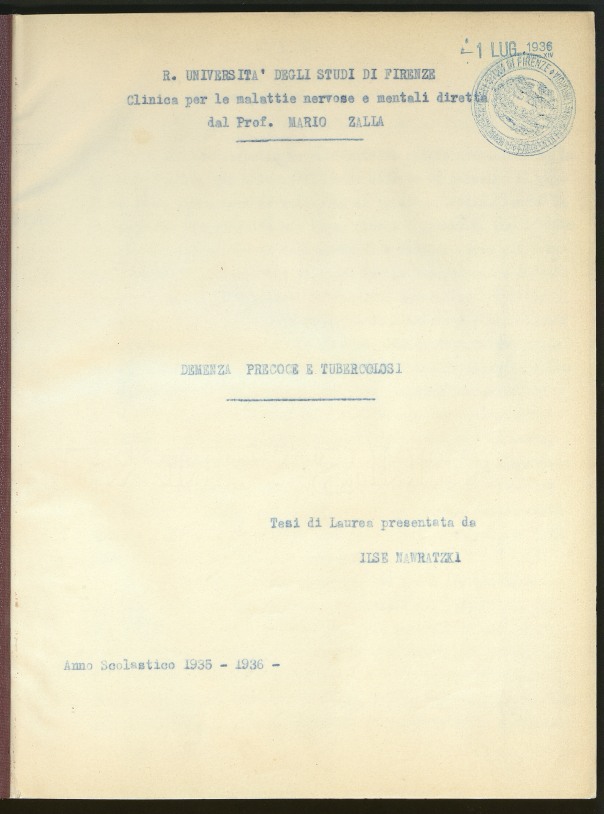 -1 LUG. 1936
XIV
R. UNIVERSITA' DEGLI STUDI DI FIRENZE
Clinica per le malattie nervose e mentali diretta
dal Prof. MARIO ZALLA
DEMENZA PRECOCE E TUBERCOLOSI
Tesi di Laurea presentata da
ILSE NAWRATZKI
Anno Scolastico 1935 - 1936 -